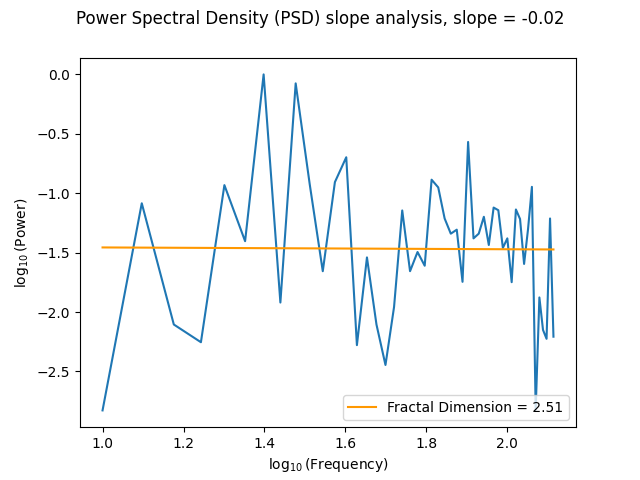 Power Spectral Density (PSD) slope analysis, slope = -0.02
0.0
−0.5
−1.0
−1.5
−2.0
−2.5
log₁₀(Power)
Fractal Dimension = 2.51
1.0 1.2 1.4 1.6 1.8 2.0
log₁₀(Frequency)